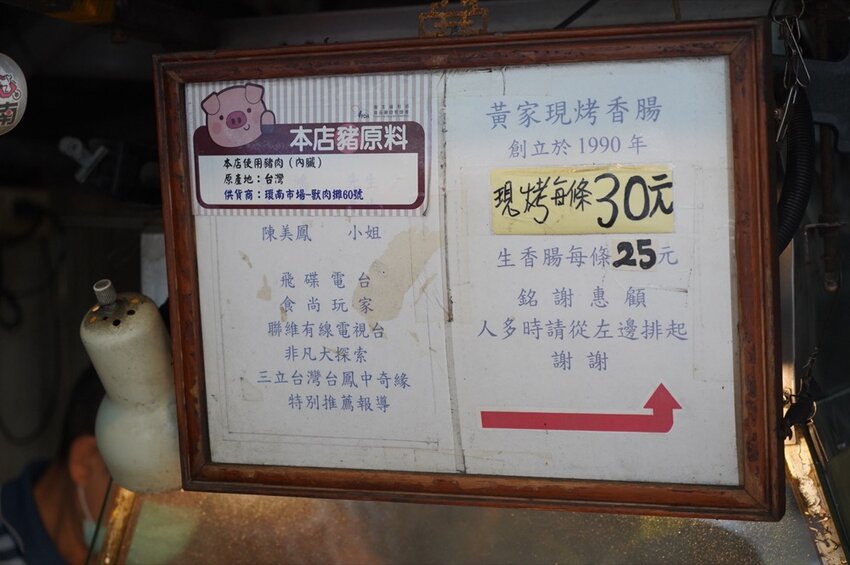 本店豬原料
本店使用豬肉(內臟)
原產地:台灣
供貨商:環南市場-獸肉攤60號
陳美鳳 小姐
飛碟電台
食尚玩家
聯維有線電視台
非凡大探索
三立台灣台鳳中奇緣
特別推薦報導
黃家現烤香腸
創立於1990年
現烤每條30元
生香腸每條25元
銘謝惠顧
人多時請從左邊排起
謝謝
南